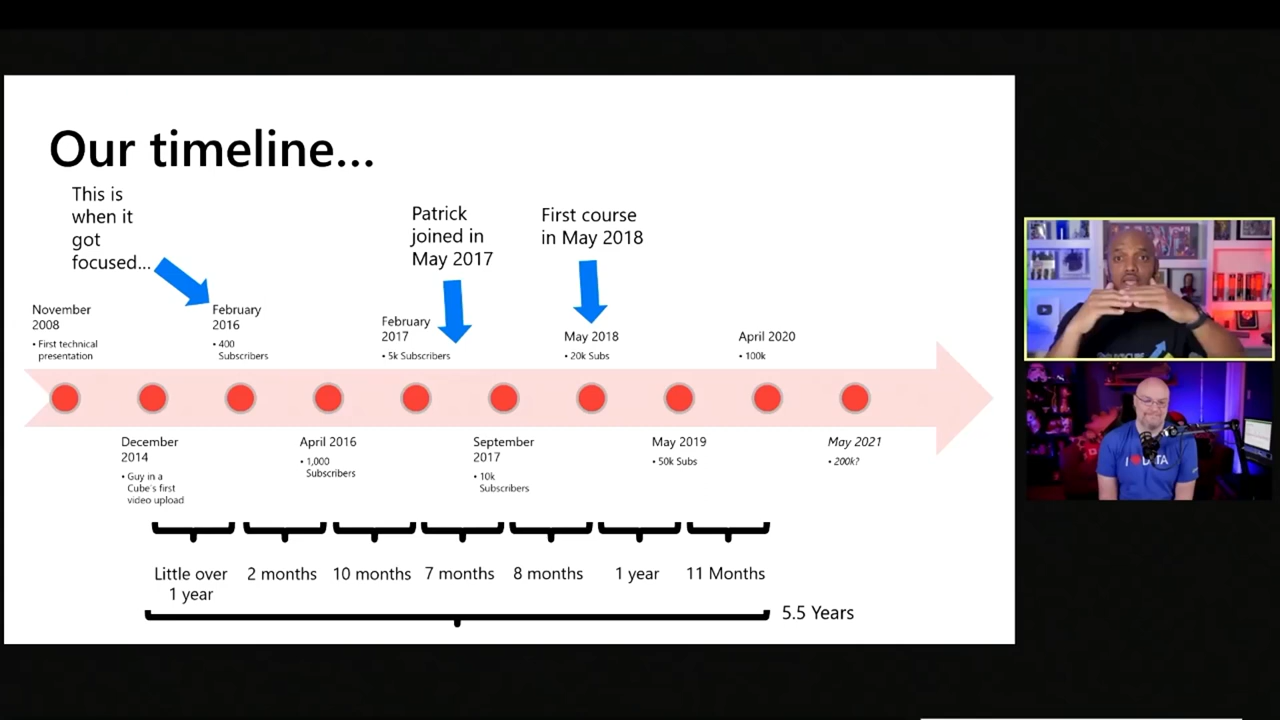 Our timeline...
This is
when it
got
focused...
Patrick
joined in
May 2017
First course
in May 2018
November
2008
• First technical
presentation
February
2016
• 400
Subscribers
February
2017
• 5k Subscribers
May 2018
• 20k Subs
April 2020
• 100k
December
2014
• Guy in a
Cube's first
video upload
April 2016
• 1,000
Subscribers
September
2017
• 10k
Subscribers
May 2019
• 50k Subs
May 2021
• 200k?
Little over
1 year
2 months
10 months
7 months
8 months
1 year
11 Months
5.5 Years